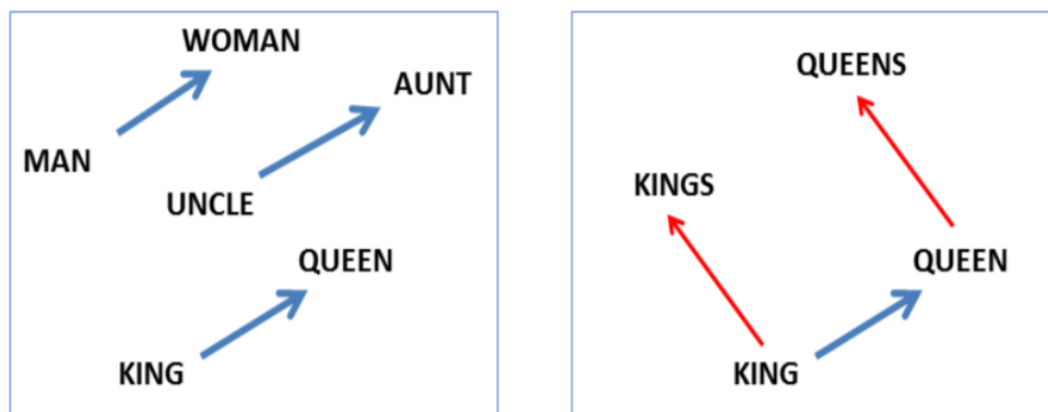 WOMAN
AUNT
MAN
UNCLE
QUEEN
KING
QUEENS
KINGS
QUEEN
KING